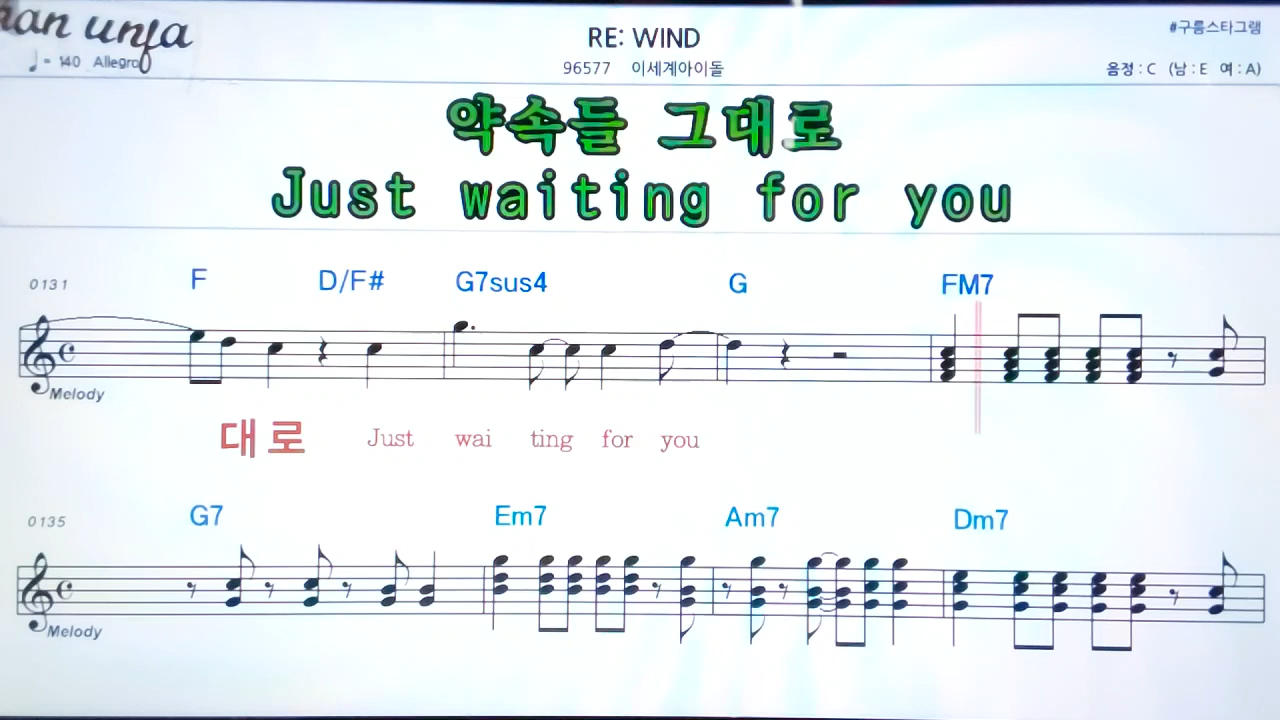 RE: WIND
#구름스타그램
♩= 140 Allegro
96577 이세계아이돌
음정 : C (남 : E 여 : A)
약속들 그대로
Just waiting for you
0131 F D/F# G7sus4 G FM7
Melody
대 로 Just wai ting for you
0135 G7 Em7 Am7 Dm7
Melody